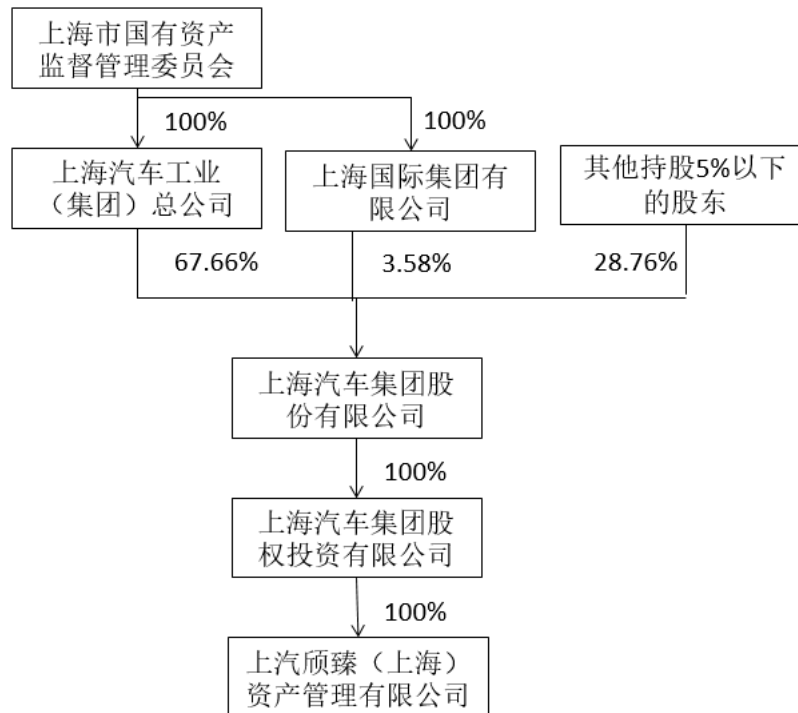 上海市国有资产
监督管理委员会
100%
100%
上海汽车工业
（集团）总公司
上海国际集团有
限公司
其他持股5%以下
的股东
67.66%
3.58%
28.76%
上海汽车集团股
份有限公司
100%
上海汽车集团股
权投资有限公司
100%
上汽颀臻（上海）
资产管理有限公司